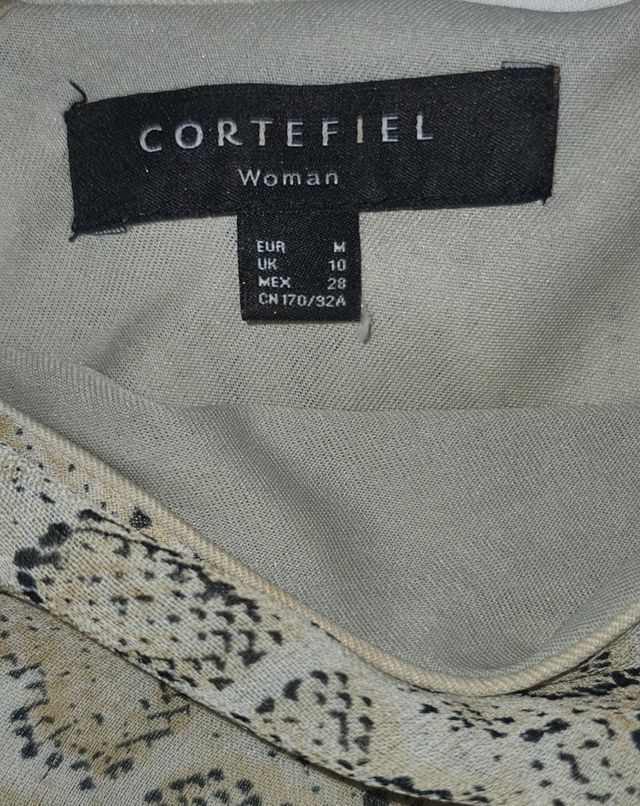 CORTEFIEL
Woman
EUR M
UK 10
MEX 28
CN 170/92A